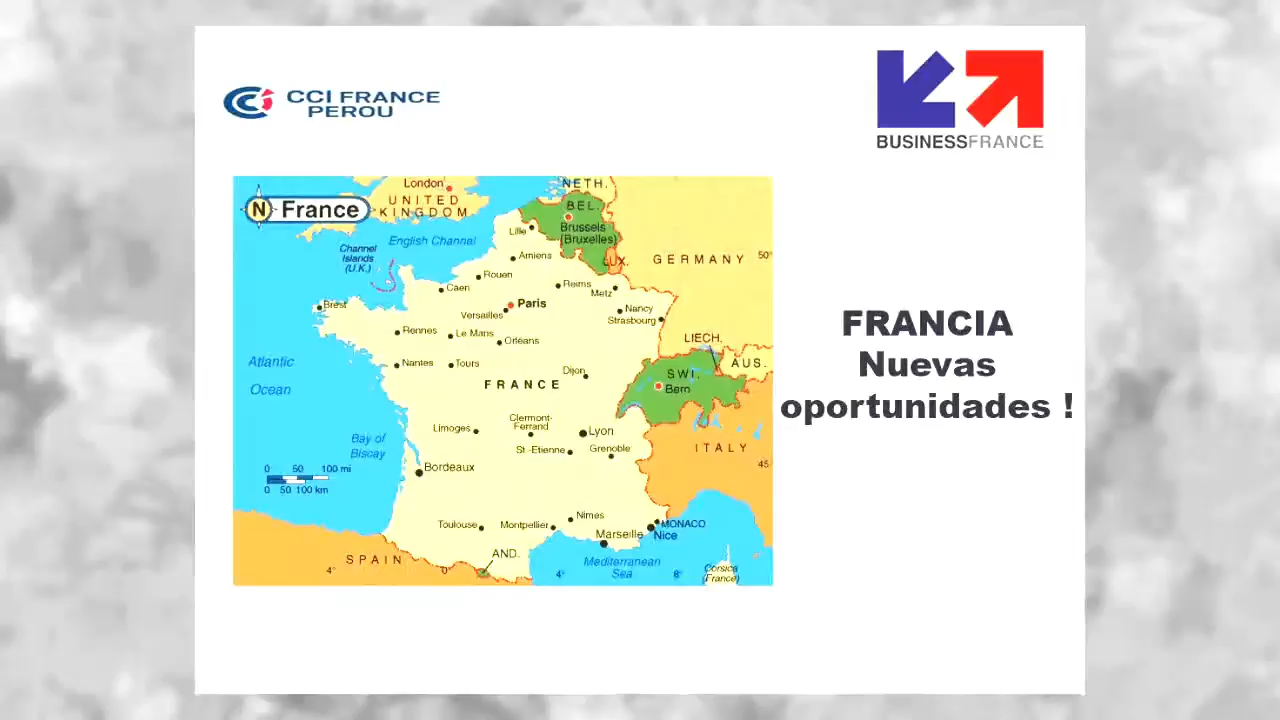 CCI FRANCE
PEROU
BUSINESSFRANCE
N France
London
UNITED
KINGDOM
NETH.
BEL.
Brussels
(Bruxelles)
LUX.
GERMANY
50°
Channel
Islands
(U.K.)
English Channel
Lille
Amiens
Rouen
Caen
Reims
Metz
Brest
Paris
Versailles
Nancy
Strasbourg
Rennes
Le Mans
Orléans
LIECH.
Atlantic
Ocean
Nantes
Tours
Dijon
AUS.
SWI.
Bern
FRANCE
Clermont-
Ferrand
Limoges
Lyon
St.-Etienne
Grenoble
ITALY
45
Bay of
Biscay
0 50 100 mi
0 50 100 km
Bordeaux
Toulouse
Montpellier
Nimes
Marseille
MONACO
Nice
SPAIN
AND.
4°
0°
4°
Mediterranean
Sea
8°
Corsica
(France)
FRANCIA
Nuevas
oportunidades !